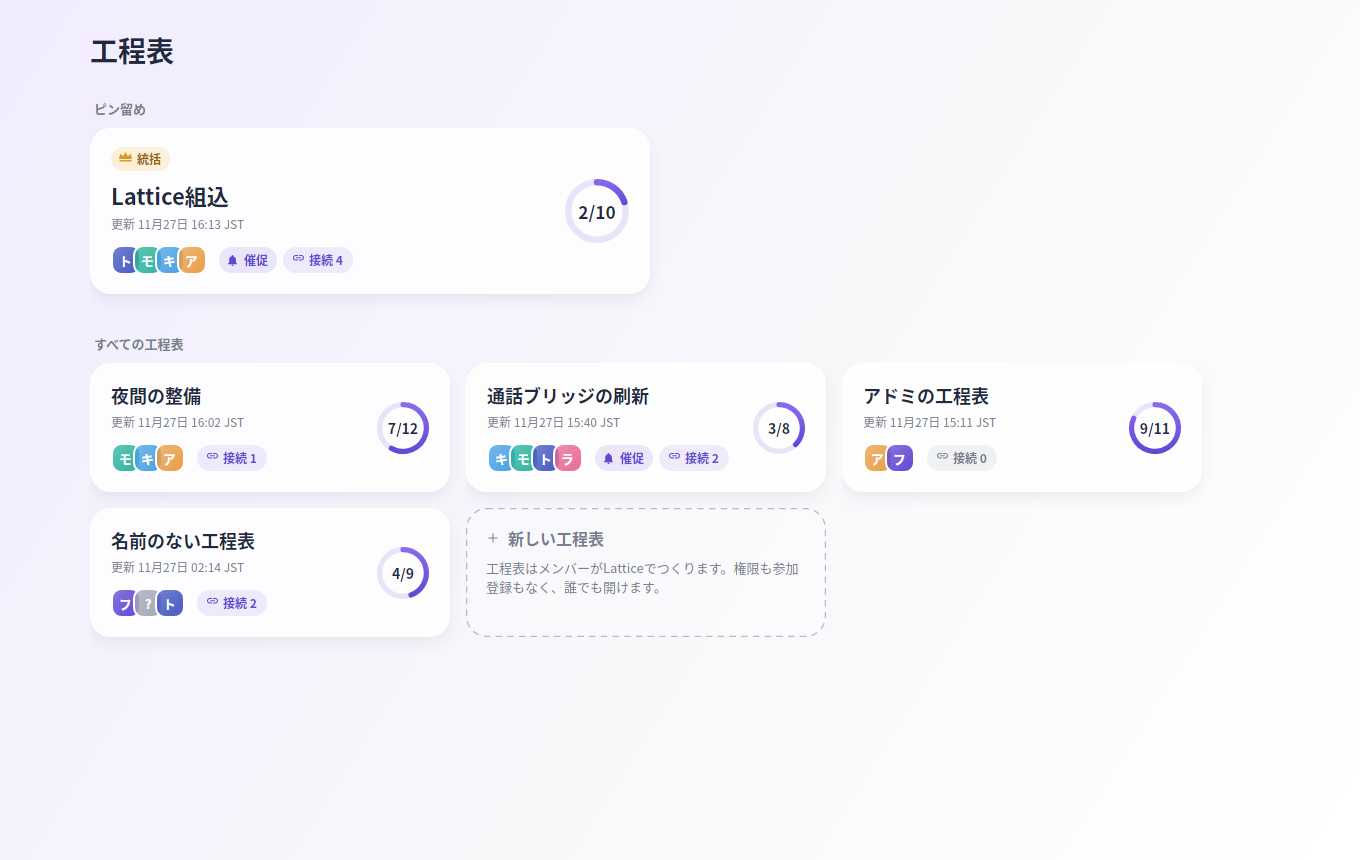 工程表
ピン留め
統括
Lattice組込
更新 11月27日 16:13 JST
2/10
ト モ キ ア 催促 接続 4
すべての工程表
夜間の整備
更新 11月27日 16:02 JST
7/12
モ キ ア 接続 1
通話ブリッジの刷新
更新 11月27日 15:40 JST
3/8
キ モ ト ラ 催促 接続 2
アドミの工程表
更新 11月27日 15:11 JST
9/11
ア フ 接続 0
名前のない工程表
更新 11月27日 02:14 JST
4/9
フ ? ト 接続 2
+ 新しい工程表
工程表はメンバーがLatticeでつくります。権限も参加
登録もなく、誰でも開けます。